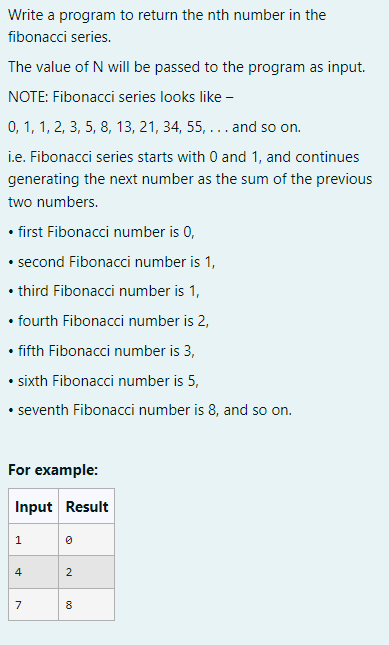 Write a program to return the nth number in the
fibonacci series.
The value of N will be passed to the program as input.
NOTE: Fibonacci series looks like –
0, 1, 1, 2, 3, 5, 8, 13, 21, 34, 55, . . . and so on.
i.e. Fibonacci series starts with 0 and 1, and continues
generating the next number as the sum of the previous
two numbers.
• first Fibonacci number is 0,
• second Fibonacci number is 1,
• third Fibonacci number is 1,
• fourth Fibonacci number is 2,
• fifth Fibonacci number is 3,
• sixth Fibonacci number is 5,
• seventh Fibonacci number is 8, and so on.
For example:
Input Result
1 0
4 2
7 8